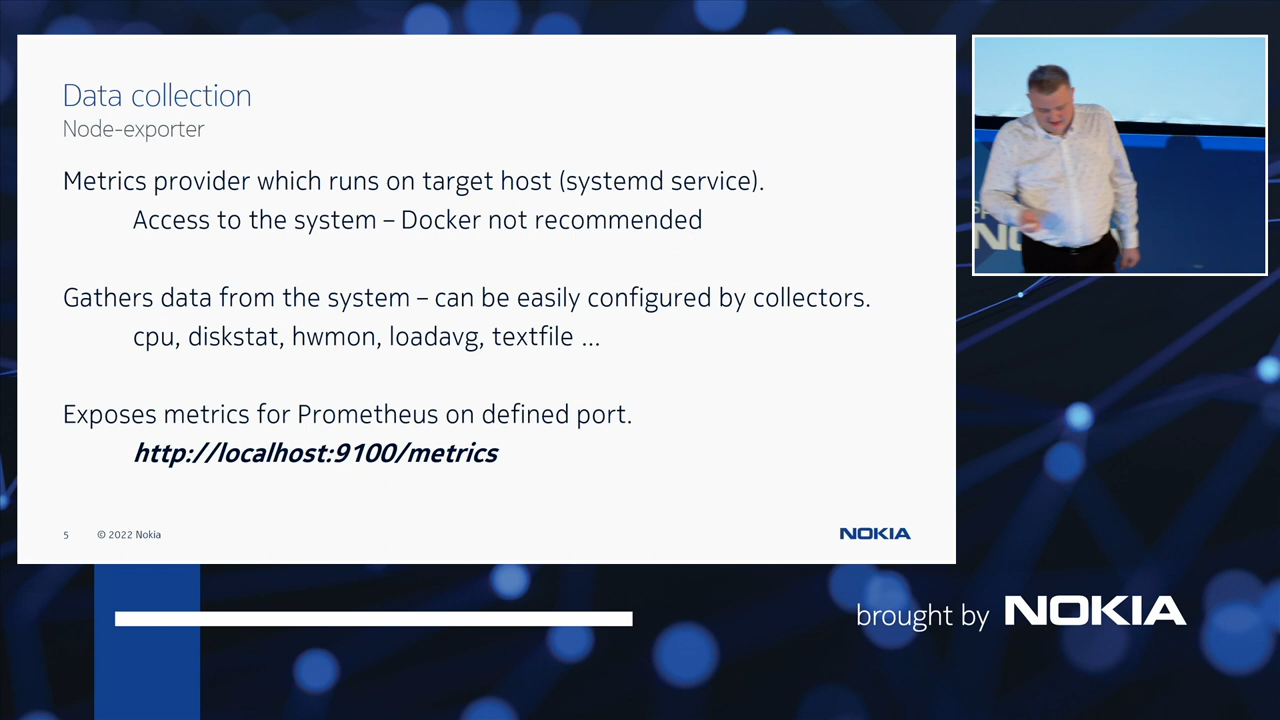 Data collection
Node-exporter
Metrics provider which runs on target host (systemd service).
Access to the system – Docker not recommended
Gathers data from the system – can be easily configured by collectors.
cpu, diskstat, hwmon, loadavg, textfile ...
Exposes metrics for Prometheus on defined port.
http://localhost:9100/metrics
5 © 2022 Nokia
NOKIA
brought by NOKIA